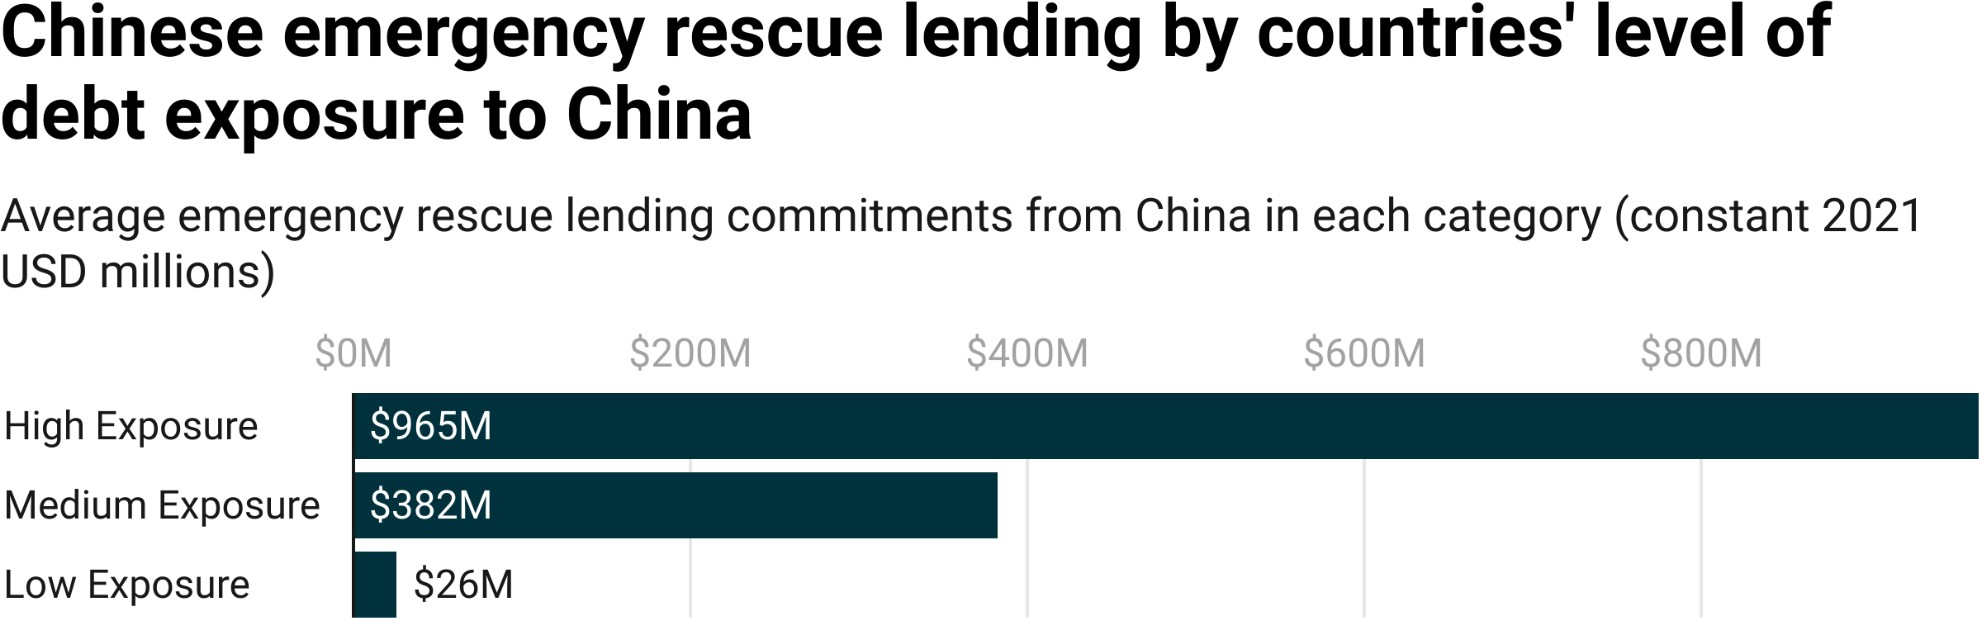 Chinese emergency rescue lending by countries' level of
debt exposure to China
Average emergency rescue lending commitments from China in each category (constant 2021
USD millions)
$0M $200M $400M $600M $800M
High Exposure $965M
Medium Exposure $382M
Low Exposure $26M